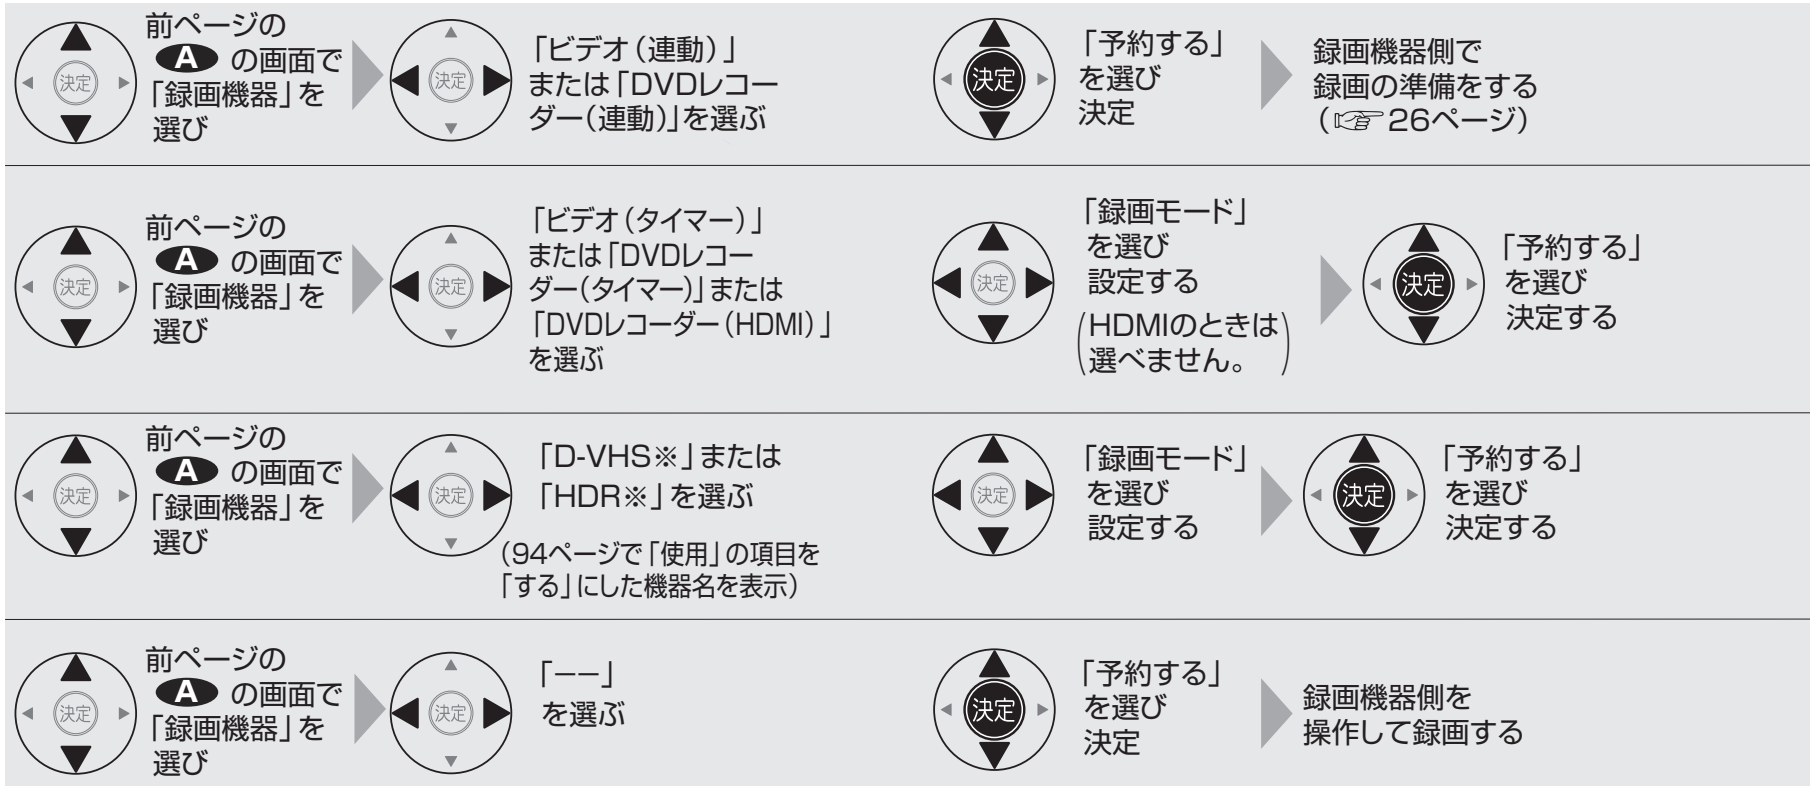 決定
前ページの
A の画面で
「録画機器」を
選び
決定
「ビデオ(連動)」
または「DVDレコー
ダー(連動)」を選ぶ
決定
「予約する」
を選び
決定
録画機器側で
録画の準備をする
(☞26ページ)
決定
前ページの
A の画面で
「録画機器」を
選び
決定
「ビデオ(タイマー)」
または「DVDレコー
ダー(タイマー)」または
「DVDレコーダー(HDMI)」
を選ぶ
決定
「録画モード」
を選び
設定する
(HDMIのときは
選べません。)
決定
「予約する」
を選び
決定する
決定
前ページの
A の画面で
「録画機器」を
選び
決定
「D-VHS※」または
「HDR※」を選ぶ
(94ページで「使用」の項目を
「する」にした機器名を表示)
決定
「録画モード」
を選び
設定する
決定
「予約する」
を選び
決定する
決定
前ページの
A の画面で
「録画機器」を
選び
決定
「−−」
を選ぶ
決定
「予約する」
を選び
決定
録画機器側を
操作して録画する